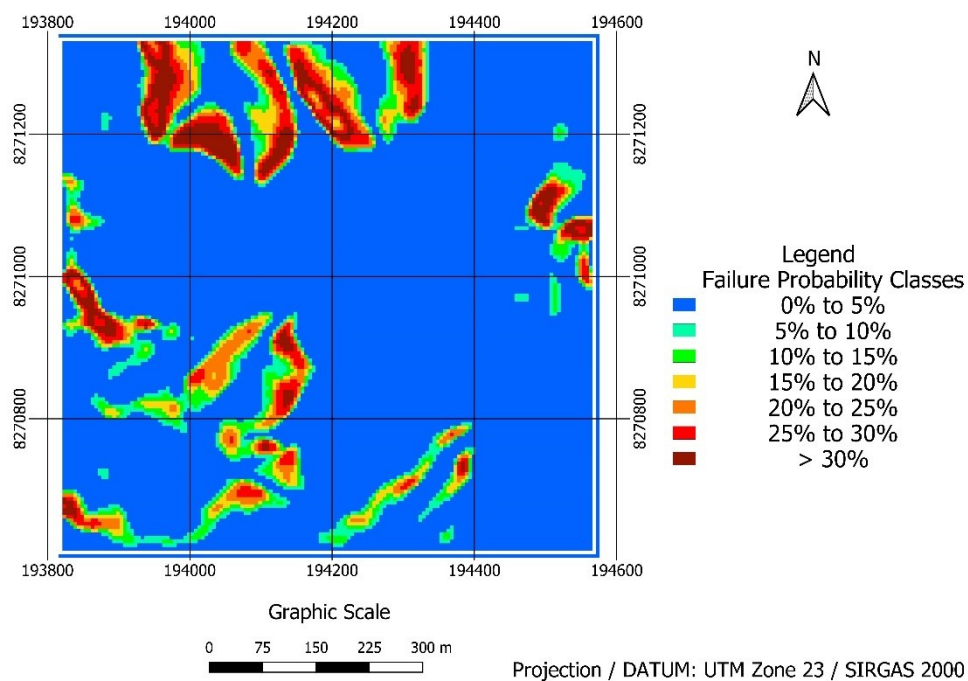 193800 194000 194200 194400 194600
N
8271200 8271200
8271000 8271000
8270800 8270800
193800 194000 194200 194400 194600
Legend
Failure Probability Classes
0% to 5%
5% to 10%
10% to 15%
15% to 20%
20% to 25%
25% to 30%
> 30%
Graphic Scale
0 75 150 225 300 m
Projection / DATUM: UTM Zone 23 / SIRGAS 2000